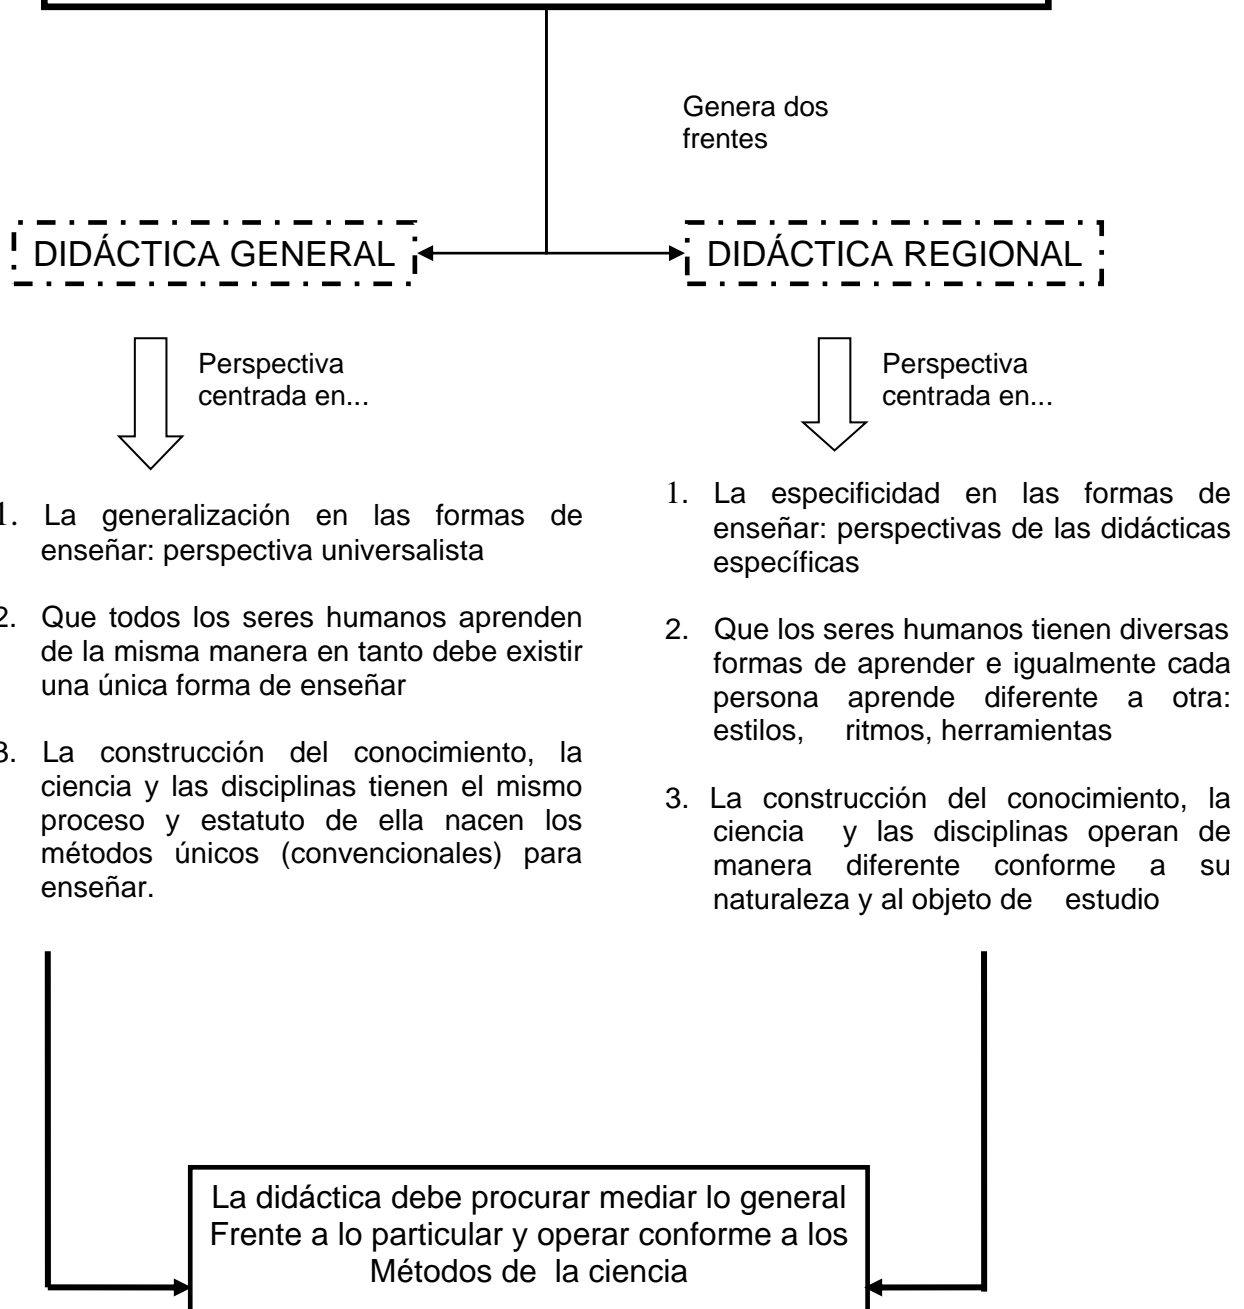 Genera dos
frentes
DIDÁCTICA GENERAL
DIDÁCTICA REGIONAL
Perspectiva
centrada en...
Perspectiva
centrada en...
1. La generalización en las formas de
enseñar: perspectiva universalista
2. Que todos los seres humanos aprenden
de la misma manera en tanto debe existir
una única forma de enseñar
3. La construcción del conocimiento, la
ciencia y las disciplinas tienen el mismo
proceso y estatuto de ella nacen los
métodos únicos (convencionales) para
enseñar.
1. La especificidad en las formas de
enseñar: perspectivas de las didácticas
específicas
2. Que los seres humanos tienen diversas
formas de aprender e igualmente cada
persona aprende diferente a otra:
estilos, ritmos, herramientas
3. La construcción del conocimiento, la
ciencia y las disciplinas operan de
manera diferente conforme a su
naturaleza y al objeto de estudio
La didáctica debe procurar mediar lo general
Frente a lo particular y operar conforme a los
Métodos de la ciencia